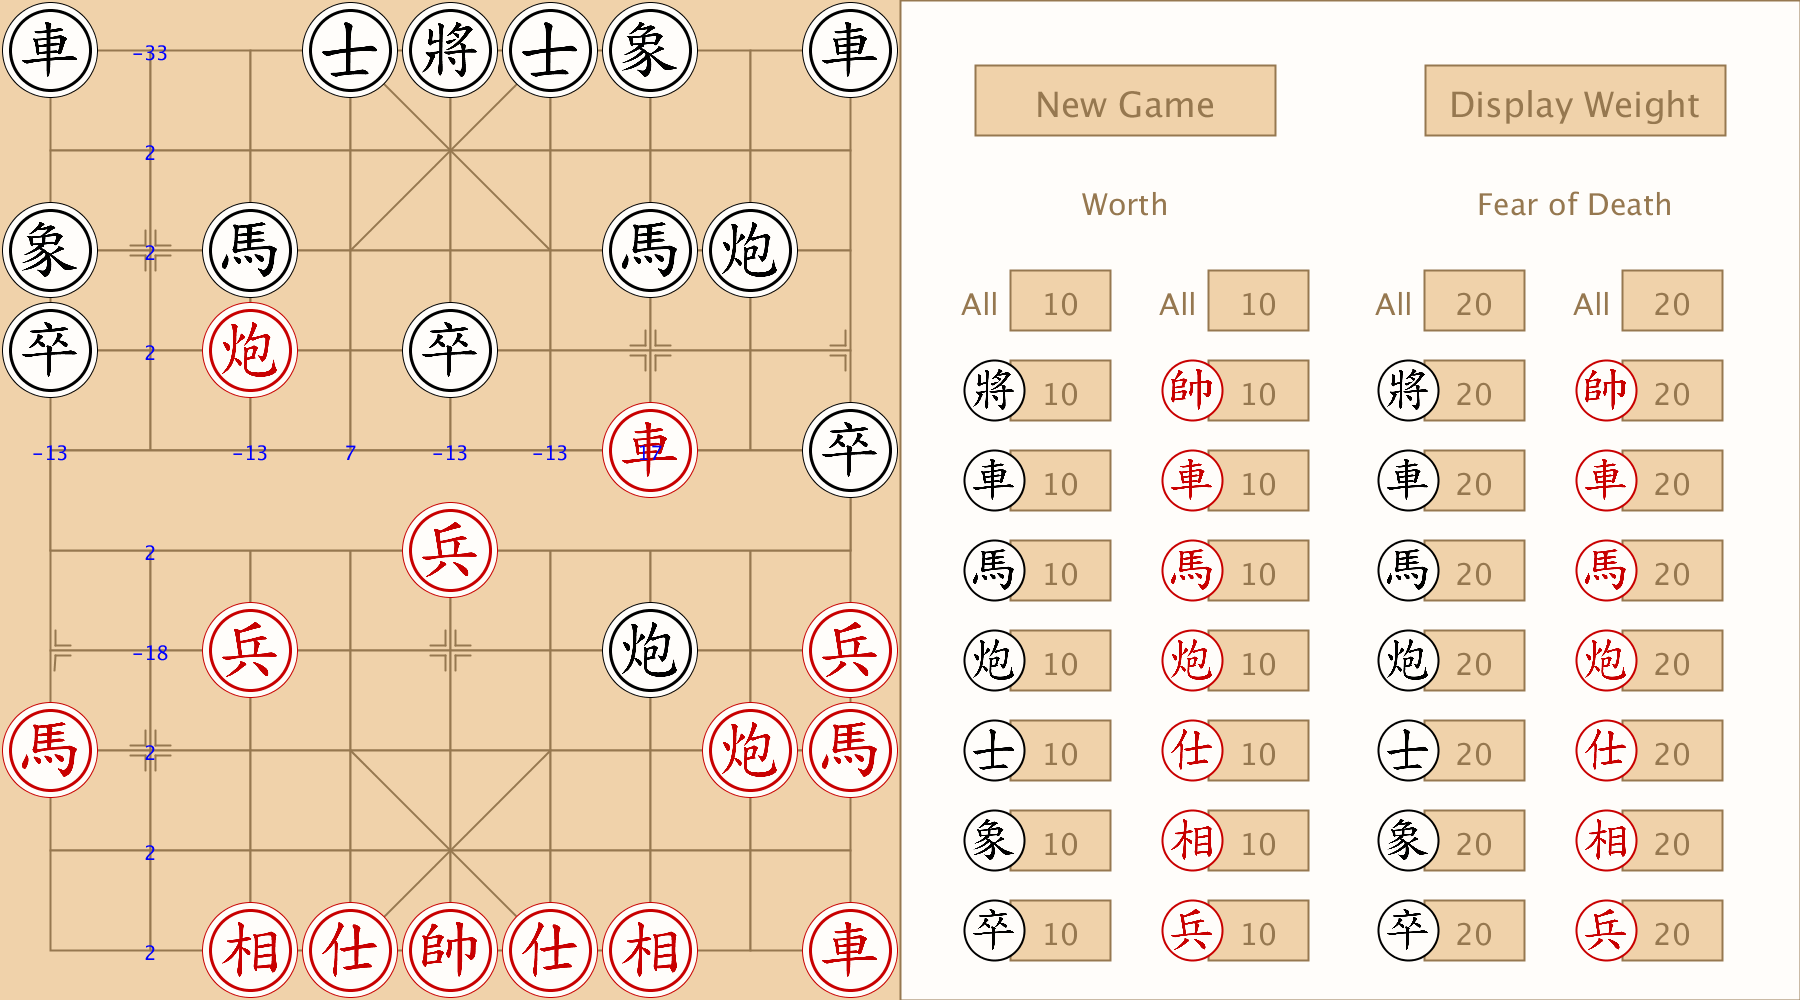 車 -33 士 將 士 象 車
2
象 2 馬 馬 炮
卒 2 炮 卒
-13 -13 7 -13 -13 車 17 卒
2 兵
-18 兵 炮 兵
馬 2 炮 馬
2
2 相 仕 帥 仕 相 車
New Game Display Weight
Worth Fear of Death
All 10 All 10 All 20 All 20
將 10 帥 10 將 20 帥 20
車 10 車 10 車 20 車 20
馬 10 馬 10 馬 20 馬 20
炮 10 炮 10 炮 20 炮 20
士 10 仕 10 士 20 仕 20
象 10 相 10 象 20 相 20
卒 10 兵 10 卒 20 兵 20